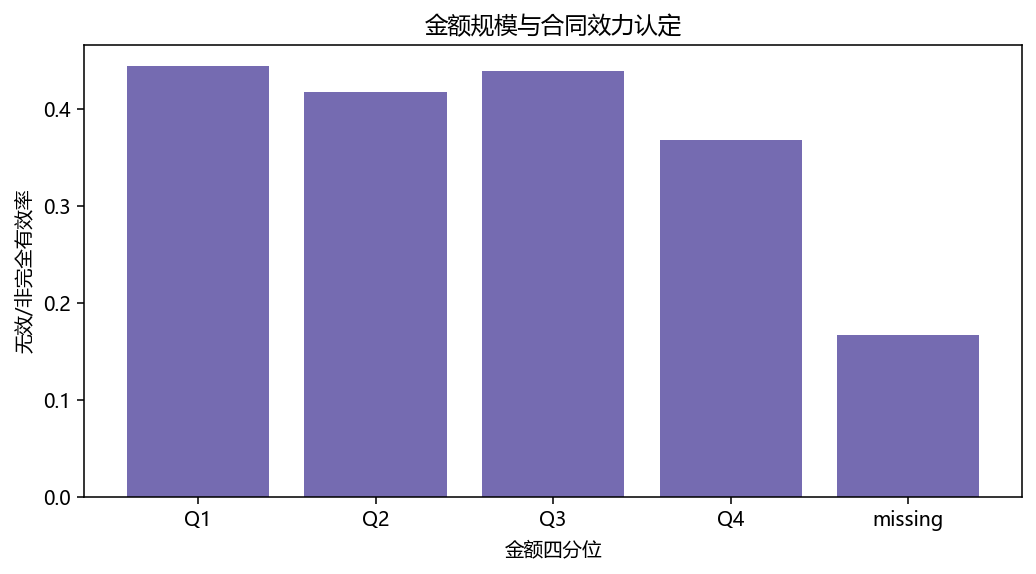 金额规模与合同效力认定
无效/非完全有效率
0.4
0.3
0.2
0.1
0.0
Q1 Q2 Q3 Q4 missing
金额四分位